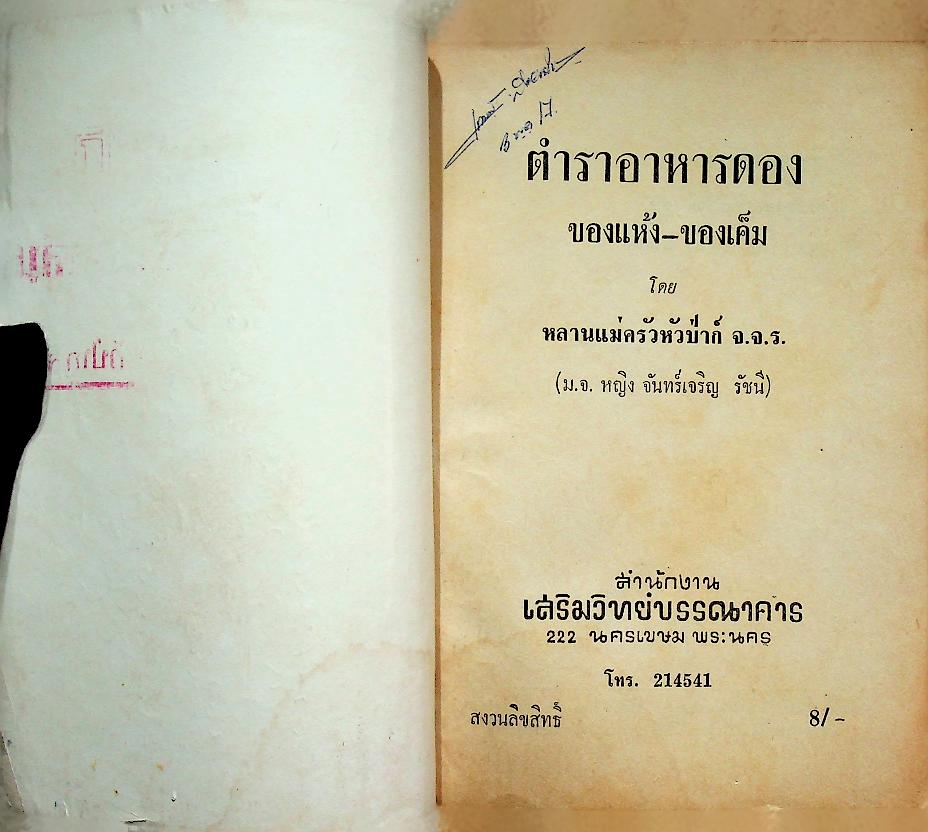 ตำราอาหารดอง
ของแห้ง-ของเค็ม
โดย
หลานแม่ครัวหัวป่าก์ จ.จ.ร.
(ม.จ. หญิง จันทร์เจริญ รัชนี)
สำนักงาน
เสริมวิทย์บรรณาคาร
222 นครเขษม พระนคร
โทร. 214541
สงวนลิขสิทธิ์ 8/-